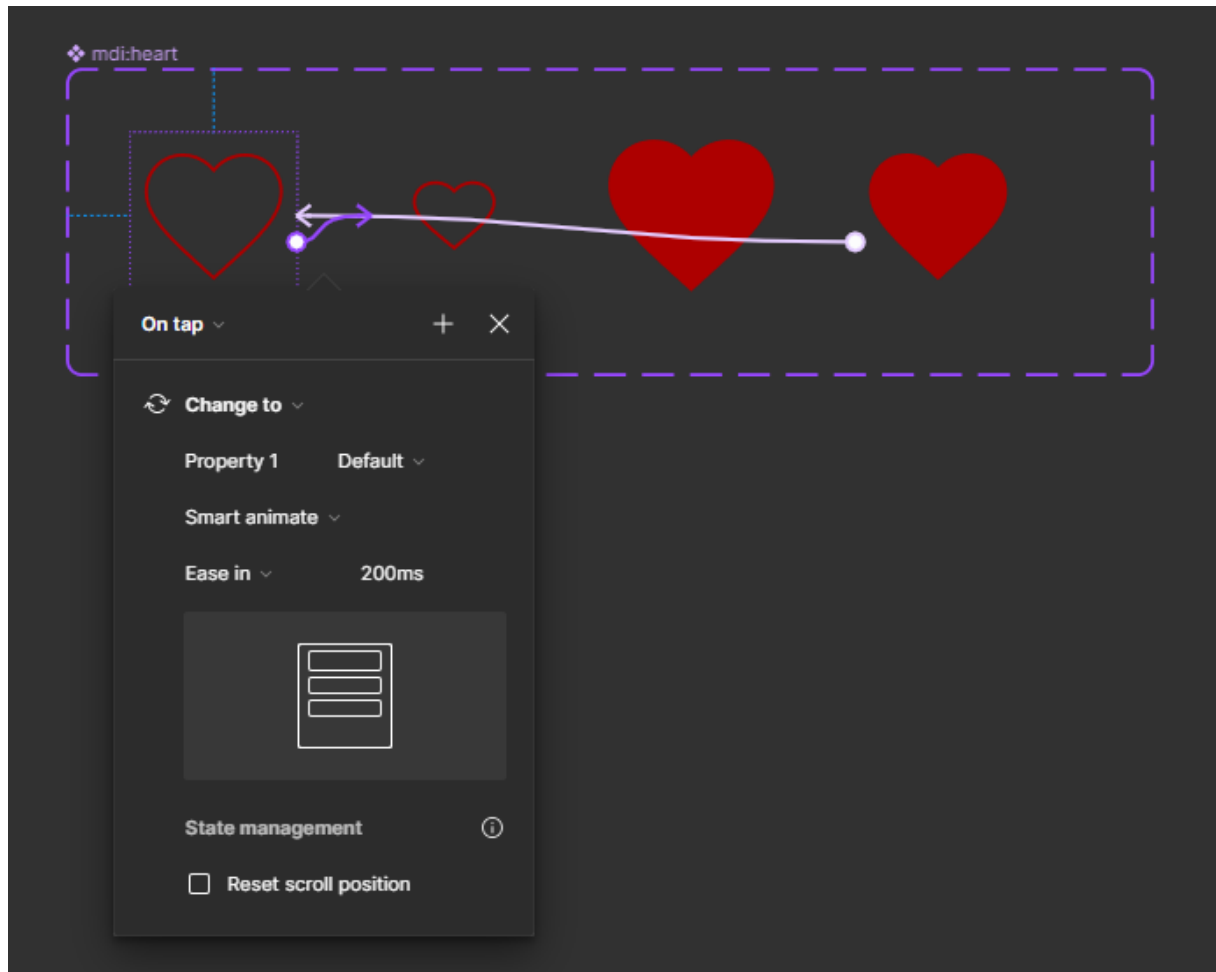 mdi:heart
On tap
Change to
Property 1 Default
Smart animate
Ease in 200ms
State management
Reset scroll position